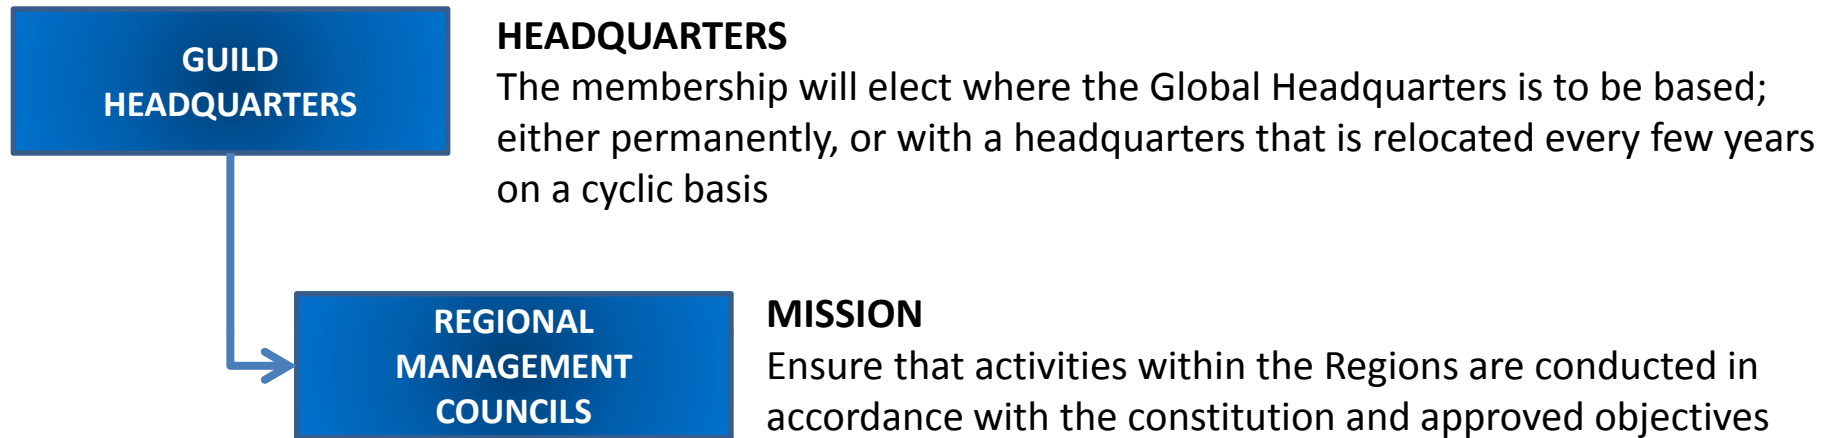 GUILD
HEADQUARTERS
HEADQUARTERS
The membership will elect where the Global Headquarters is to be based;
either permanently, or with a headquarters that is relocated every few years
on a cyclic basis
REGIONAL
MANAGEMENT
COUNCILS
MISSION
Ensure that activities within the Regions are conducted in
accordance with the constitution and approved objectives